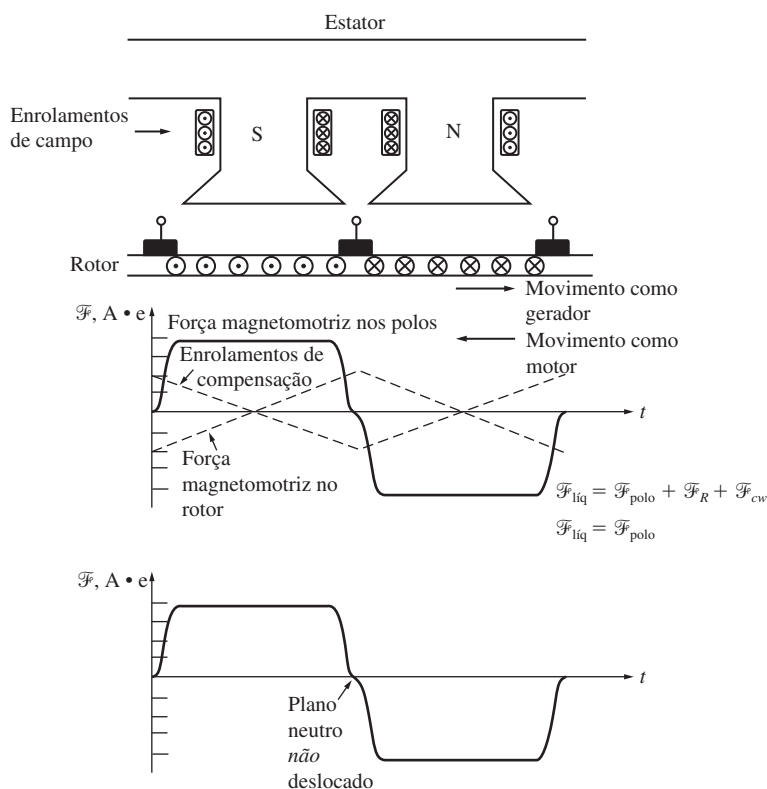 Estator
Enrolamentos
de campo
S
N
Rotor
Movimento como
gerador
Movimento como
motor
ℱ, A • e
Força magnetomotriz nos polos
Enrolamentos de
compensação
t
Força
magnetomotriz no
rotor
ℱlíq = ℱpolo + ℱR + ℱcw
ℱlíq = ℱpolo
ℱ, A • e
t
Plano
neutro
não
deslocado